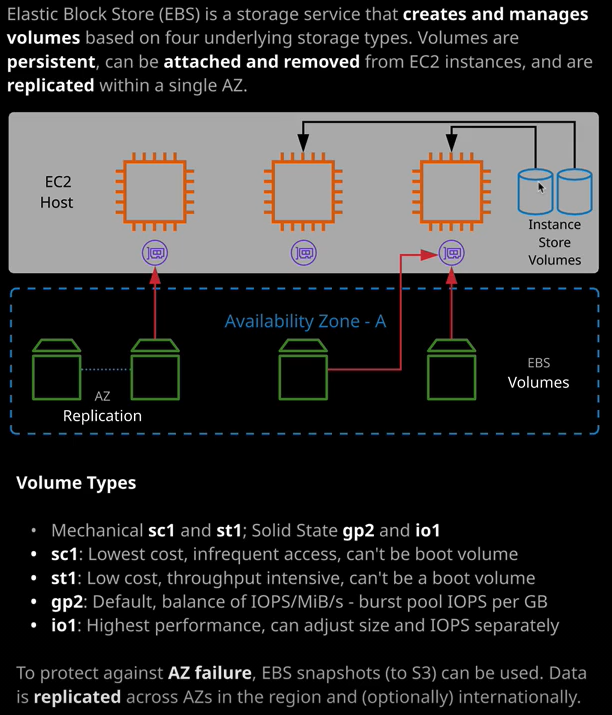 Elastic Block Store (EBS) is a storage service that creates and manages
volumes based on four underlying storage types. Volumes are
persistent, can be attached and removed from EC2 instances, and are
replicated within a single AZ.
EC2
Host
Instance
Store
Volumes
Availability Zone - A
AZ
Replication
EBS
Volumes
Volume Types
• Mechanical sc1 and st1; Solid State gp2 and io1
• sc1: Lowest cost, infrequent access, can't be boot volume
• st1: Low cost, throughput intensive, can't be a boot volume
• gp2: Default, balance of IOPS/MiB/s - burst pool IOPS per GB
• io1: Highest performance, can adjust size and IOPS separately
To protect against AZ failure, EBS snapshots (to S3) can be used. Data
is replicated across AZs in the region and (optionally) internationally.